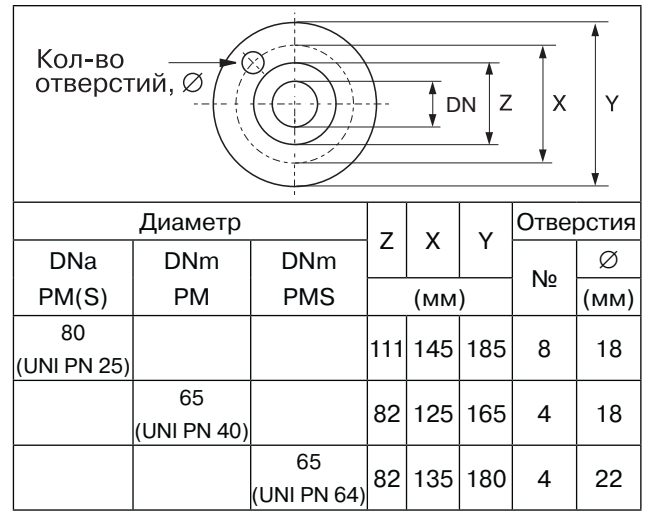 Кол-во
отверстий, ∅
DN Z X Y
Диаметр Z X Y Отверстия
DNa DNm DNm № ∅
PM(S) PM PMS (мм) (мм)
80
(UNI PN 25) 111 145 185 8 18
65
(UNI PN 40) 82 125 165 4 18
65
(UNI PN 64) 82 135 180 4 22